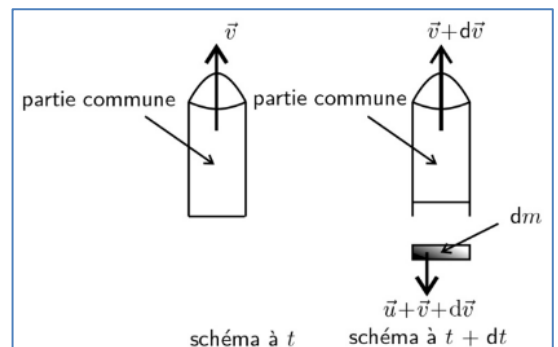 v⃗
v⃗+dv⃗
partie commune
partie commune
dm
u⃗+v⃗+dv⃗
schéma à t
schéma à t + dt